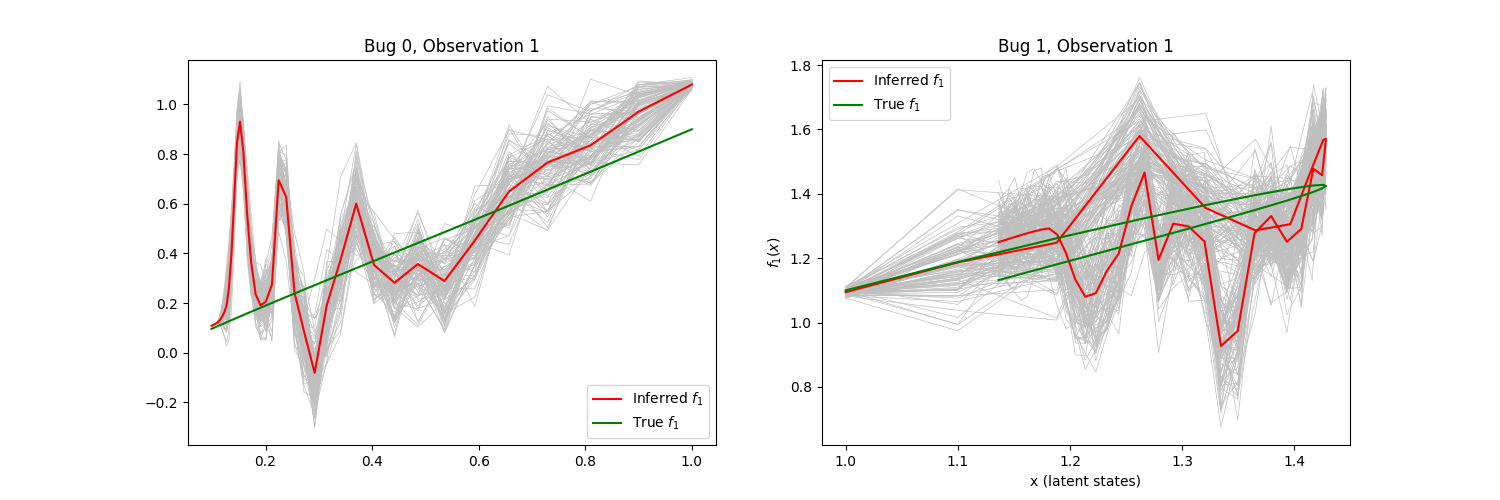 Bug 0, Observation 1
1.0
0.8
0.6
0.4
0.2
0.0
−0.2
0.2
0.4
0.6
0.8
1.0
Inferred f₁
True f₁
Bug 1, Observation 1
1.8
1.6
1.4
1.2
1.0
0.8
f₁(x)
1.0
1.1
1.2
1.3
1.4
x (latent states)
Inferred f₁
True f₁